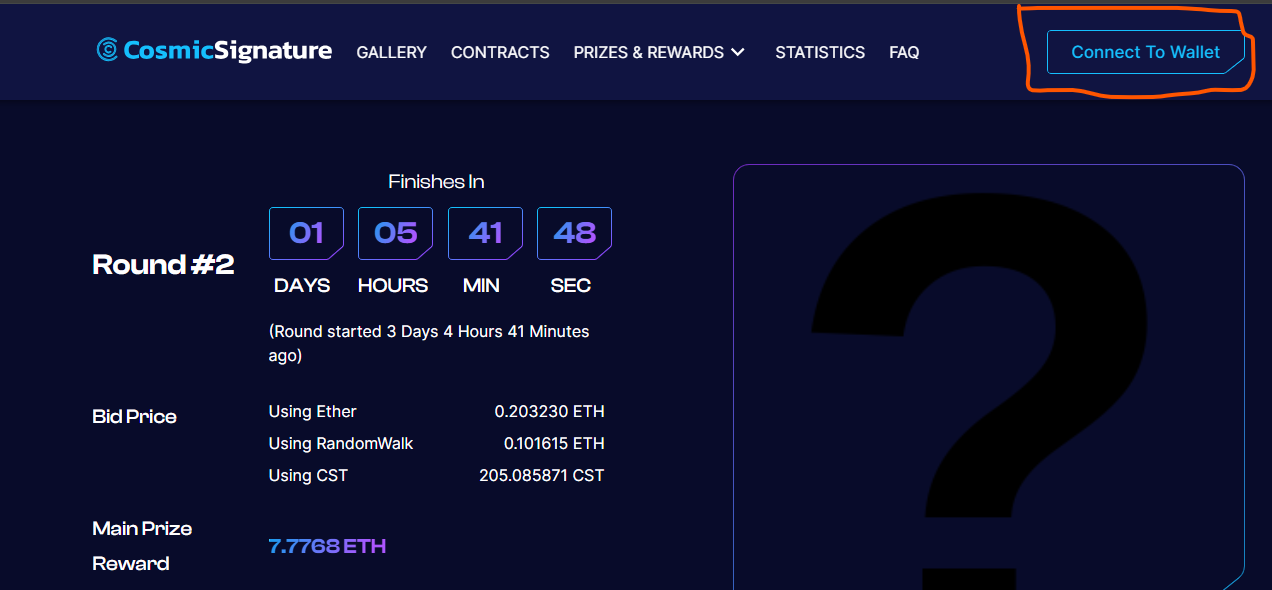 CosmicSignature GALLERY CONTRACTS PRIZES & REWARDS STATISTICS FAQ Connect To Wallet
Finishes In
Round #2
01 05 41 48
DAYS HOURS MIN SEC
(Round started 3 Days 4 Hours 41 Minutes
ago)
Bid Price
Using Ether 0.203230 ETH
Using RandomWalk 0.101615 ETH
Using CST 205.085871 CST
Main Prize
Reward
7.7768 ETH
?